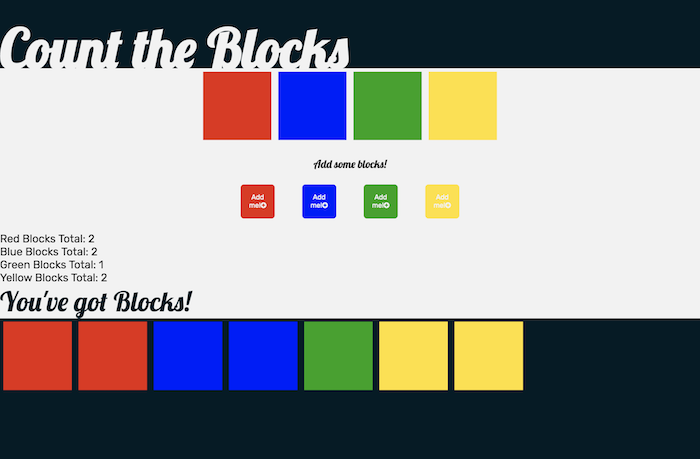 Count the Blocks
Add some blocks!
Add
me!
Add
me!
Add
me!
Add
me!
Red Blocks Total: 2
Blue Blocks Total: 2
Green Blocks Total: 1
Yellow Blocks Total: 2
You've got Blocks!